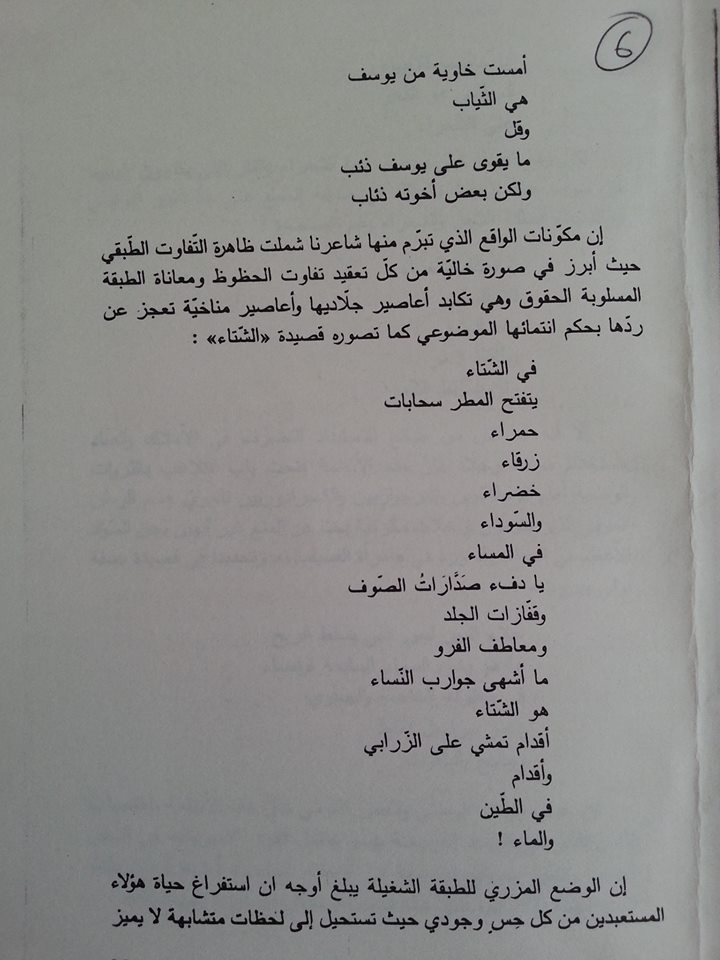 6
أمست خاوية من يوسف
هي الثّياب
وقل
ما يقوى على يوسف ذئب
ولكن بعض أخوته ذئاب
إن مكوّنات الواقع الذي تبرّم منها شاعرنا شملت ظاهرة التّفاوت الطّبقي
حيث أبرز في صورة خاليّة من كلّ تعقيد تفاوت الحظوظ ومعاناة الطبقة
المسلوبة الحقوق وهي تكابد أعاصير جلّاديها وأعاصير مناخيّة تعجز عن
ردّها بحكم انتمائها الموضوعي كما تصوره قصيدة «الشّتاء» :
في الشّتاء
يتفتح المطر سحابات
حمراء
زرقاء
خضراء
والسّوداء
في المساء
يا دفء صَدَّارَاتُ الصّوف
وقفّازات الجلد
ومعاطف الفرو
ما أشهى جوارب النّساء
هو الشّتاء
أقدام تمشي على الزّرابي
وأقدام
في الطّين
والماء !
إن الوضع المزري للطبقة الشغيلة يبلغ أوجه ان استفراغ حياة هؤلاء
المستعبدين من كل حِسٍ وجودي حيث تستحيل إلى لحظات متشابهة لا يميز